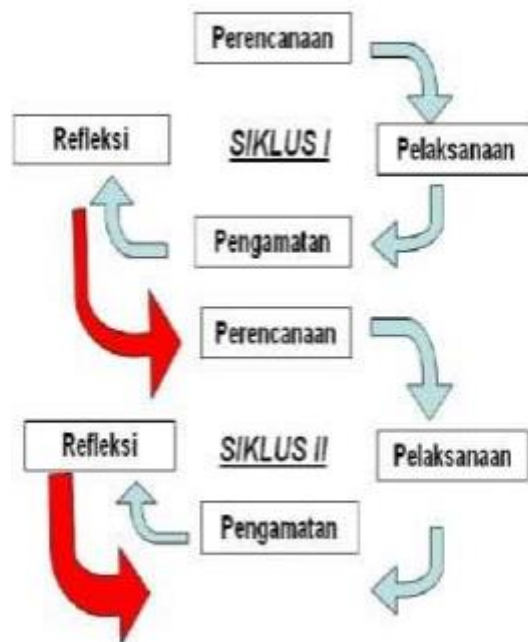 Perencanaan
Refleksi
SIKLUS I
Pelaksanaan
Pengamatan
Perencanaan
Refleksi
SIKLUS II
Pelaksanaan
Pengamatan